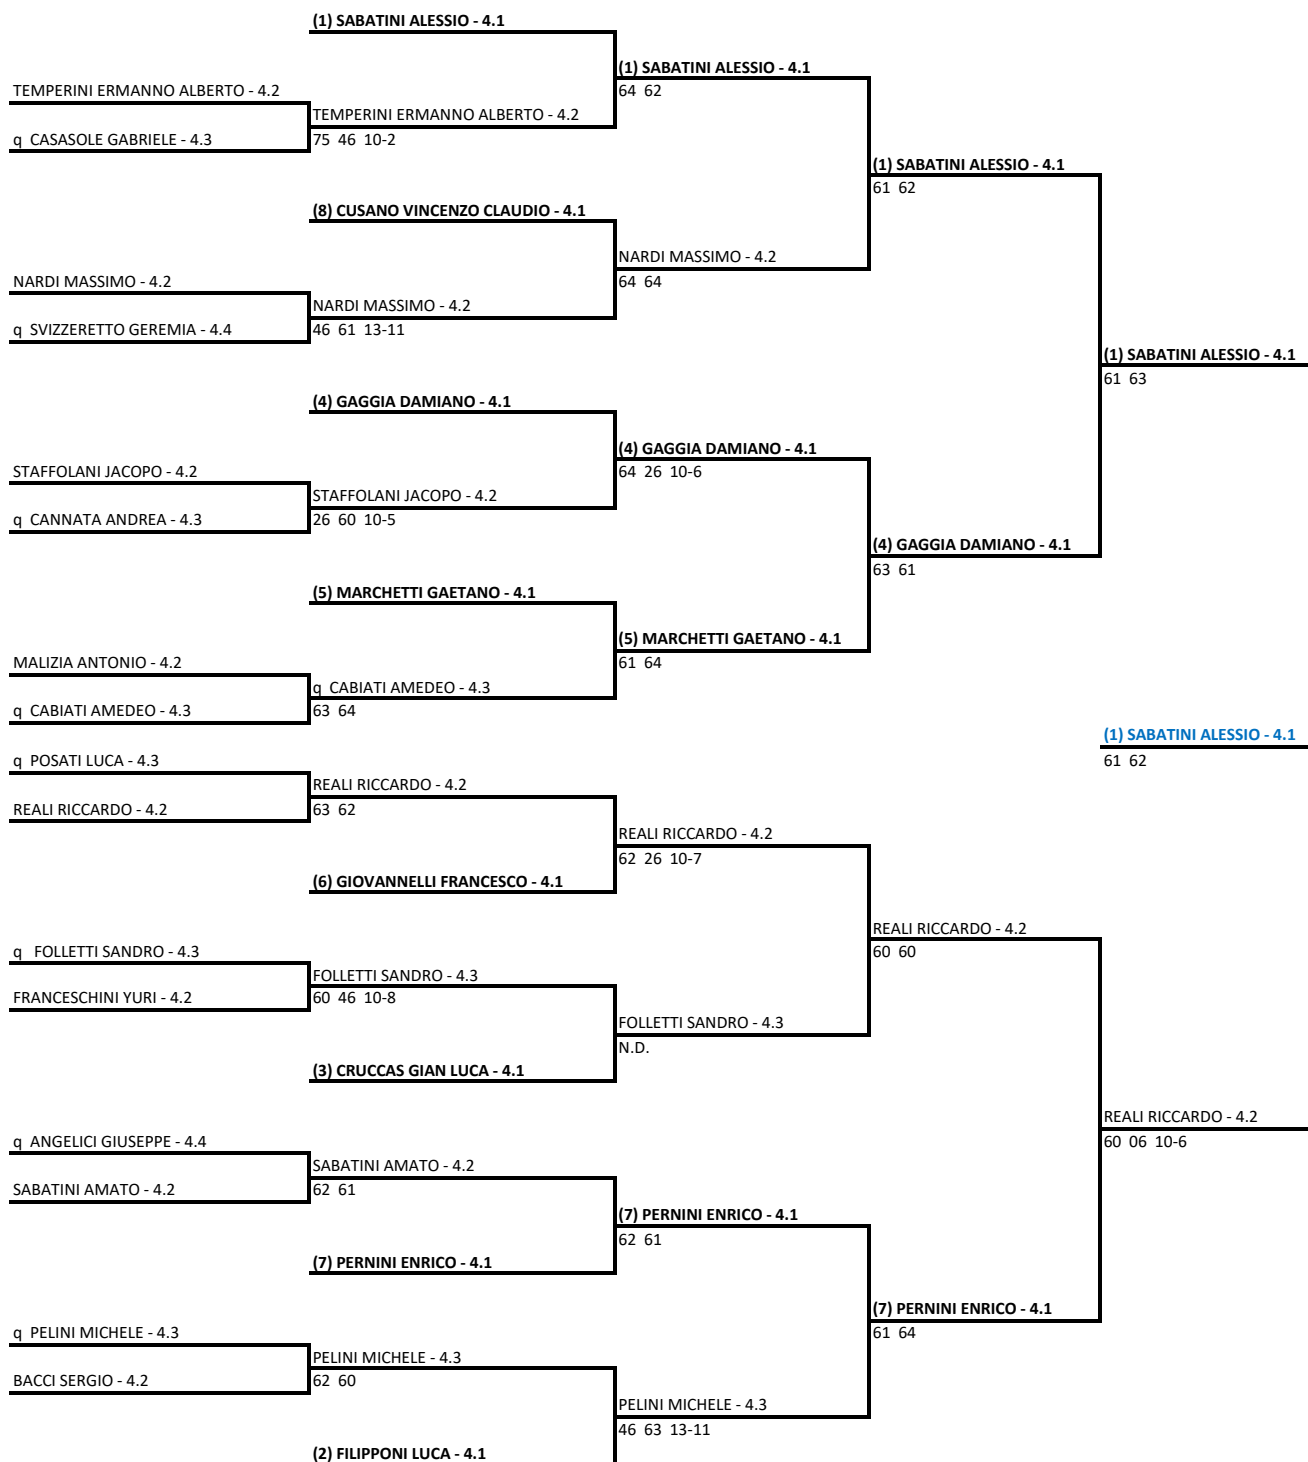 (1) SABATINI ALESSIO - 4.1
(1) SABATINI ALESSIO - 4.1
TEMPERINI ERMANNO ALBERTO - 4.2
64 62
TEMPERINI ERMANNO ALBERTO - 4.2
q CASASOLE GABRIELE - 4.3
75 46 10-2
(1) SABATINI ALESSIO - 4.1
61 62
(8) CUSANO VINCENZO CLAUDIO - 4.1
NARDI MASSIMO - 4.2
NARDI MASSIMO - 4.2
64 64
NARDI MASSIMO - 4.2
q SVIZZERETTO GEREMIA - 4.4
46 61 13-11
(1) SABATINI ALESSIO - 4.1
61 63
(4) GAGGIA DAMIANO - 4.1
(4) GAGGIA DAMIANO - 4.1
STAFFOLANI JACOPO - 4.2
64 26 10-6
STAFFOLANI JACOPO - 4.2
q CANNATA ANDREA - 4.3
26 60 10-5
(4) GAGGIA DAMIANO - 4.1
63 61
(5) MARCHETTI GAETANO - 4.1
(5) MARCHETTI GAETANO - 4.1
MALIZIA ANTONIO - 4.2
61 64
q CABIATI AMEDEO - 4.3
q CABIATI AMEDEO - 4.3
63 64
(1) SABATINI ALESSIO - 4.1
q POSATI LUCA - 4.3
61 62
REALI RICCARDO - 4.2
REALI RICCARDO - 4.2
63 62
REALI RICCARDO - 4.2
62 26 10-7
(6) GIOVANNELLI FRANCESCO - 4.1
REALI RICCARDO - 4.2
q FOLLETTI SANDRO - 4.3
60 60
FOLLETTI SANDRO - 4.3
FRANCESCHINI YURI - 4.2
60 46 10-8
FOLLETTI SANDRO - 4.3
N.D.
(3) CRUCCAS GIAN LUCA - 4.1
REALI RICCARDO - 4.2
q ANGELICI GIUSEPPE - 4.4
60 06 10-6
SABATINI AMATO - 4.2
SABATINI AMATO - 4.2
62 61
(7) PERNINI ENRICO - 4.1
62 61
(7) PERNINI ENRICO - 4.1
(7) PERNINI ENRICO - 4.1
q PELINI MICHELE - 4.3
61 64
PELINI MICHELE - 4.3
BACCI SERGIO - 4.2
62 60
PELINI MICHELE - 4.3
46 63 13-11
(2) FILIPPONI LUCA - 4.1